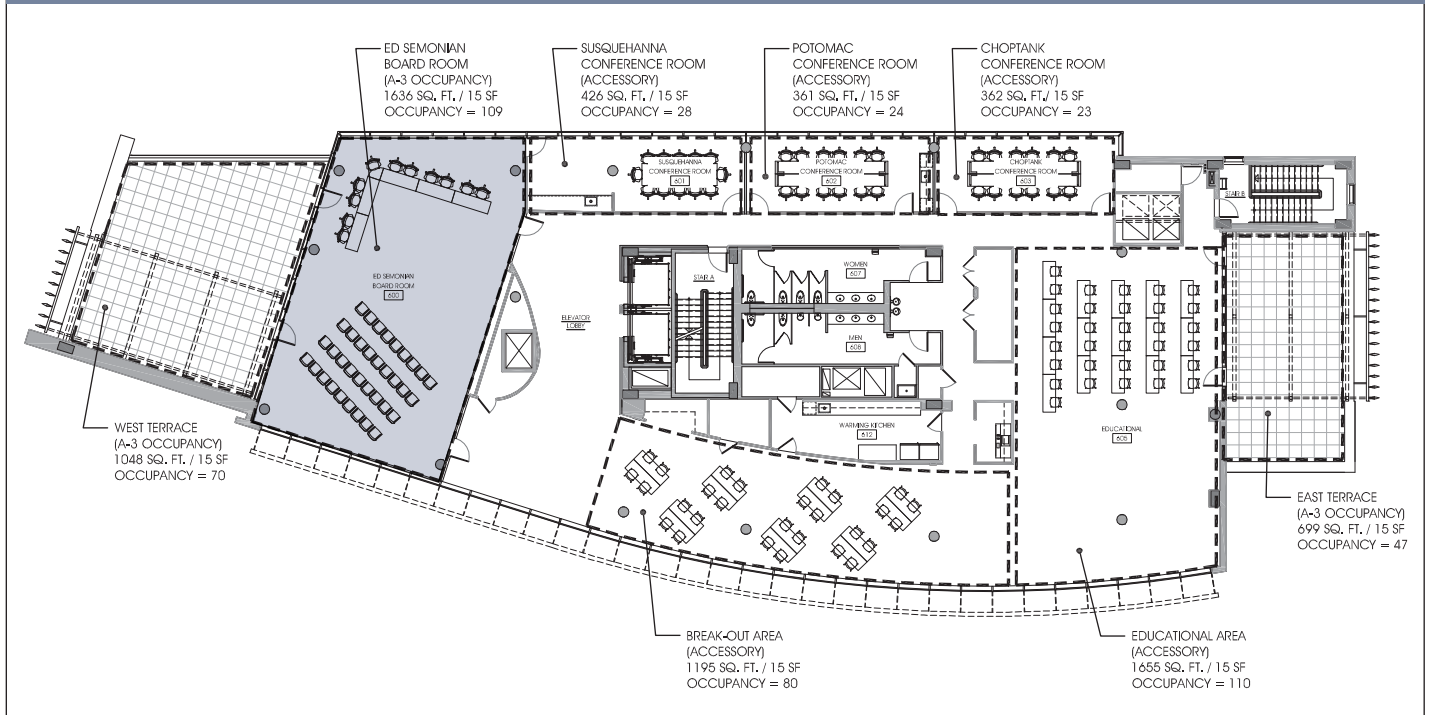 ED SEMONIAN
BOARD ROOM
(A-3 OCCUPANCY)
1636 SQ. FT. / 15 SF
OCCUPANCY = 109
SUSQUEHANNA
CONFERENCE ROOM
(ACCESSORY)
426 SQ. FT. / 15 SF
OCCUPANCY = 28
POTOMAC
CONFERENCE ROOM
(ACCESSORY)
361 SQ. FT. / 15 SF
OCCUPANCY = 24
CHOPTANK
CONFERENCE ROOM
(ACCESSORY)
362 SQ. FT./ 15 SF
OCCUPANCY = 23
SUSQUEHANNA
CONFERENCE ROOM
601
POTOMAC
CONFERENCE ROOM
602
CHOPTANK
CONFERENCE ROOM
603
STAIR B
ED SEMONIAN
BOARD ROOM
600
ELEVATOR
LOBBY
STAIR A
WOMEN
607
MEN
608
WARMING KITCHEN
612
EDUCATIONAL
605
WEST TERRACE
(A-3 OCCUPANCY)
1048 SQ. FT. / 15 SF
OCCUPANCY = 70
EAST TERRACE
(A-3 OCCUPANCY)
699 SQ. FT. / 15 SF
OCCUPANCY = 47
BREAK-OUT AREA
(ACCESSORY)
1195 SQ. FT. / 15 SF
OCCUPANCY = 80
EDUCATIONAL AREA
(ACCESSORY)
1655 SQ. FT. / 15 SF
OCCUPANCY = 110